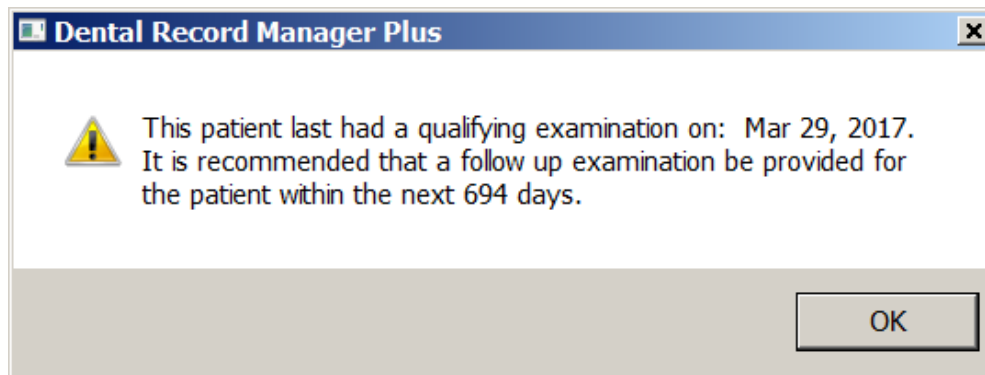 Dental Record Manager Plus
This patient last had a qualifying examination on:  Mar 29, 2017.
It is recommended that a follow up examination be provided for
the patient within the next 694 days.
OK